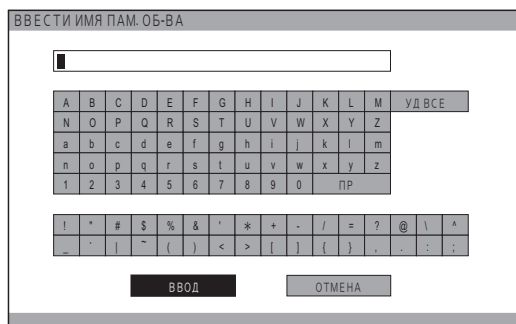 ВВЕСТИ ИМЯ ПАМ. ОБ-ВА
A B C D E F G H I J K L M УД ВСЕ
N O P Q R S T U V W X Y Z
a b c d e f g h i j k l m
n o p q r s t u v w x y z
1 2 3 4 5 6 7 8 9 0 ПР
! " # $ % & ' * + - / = ? @ \ ^
_ ` | ~ ( ) < > [ ] { } , . : ;
ВВОД ОТМЕНА